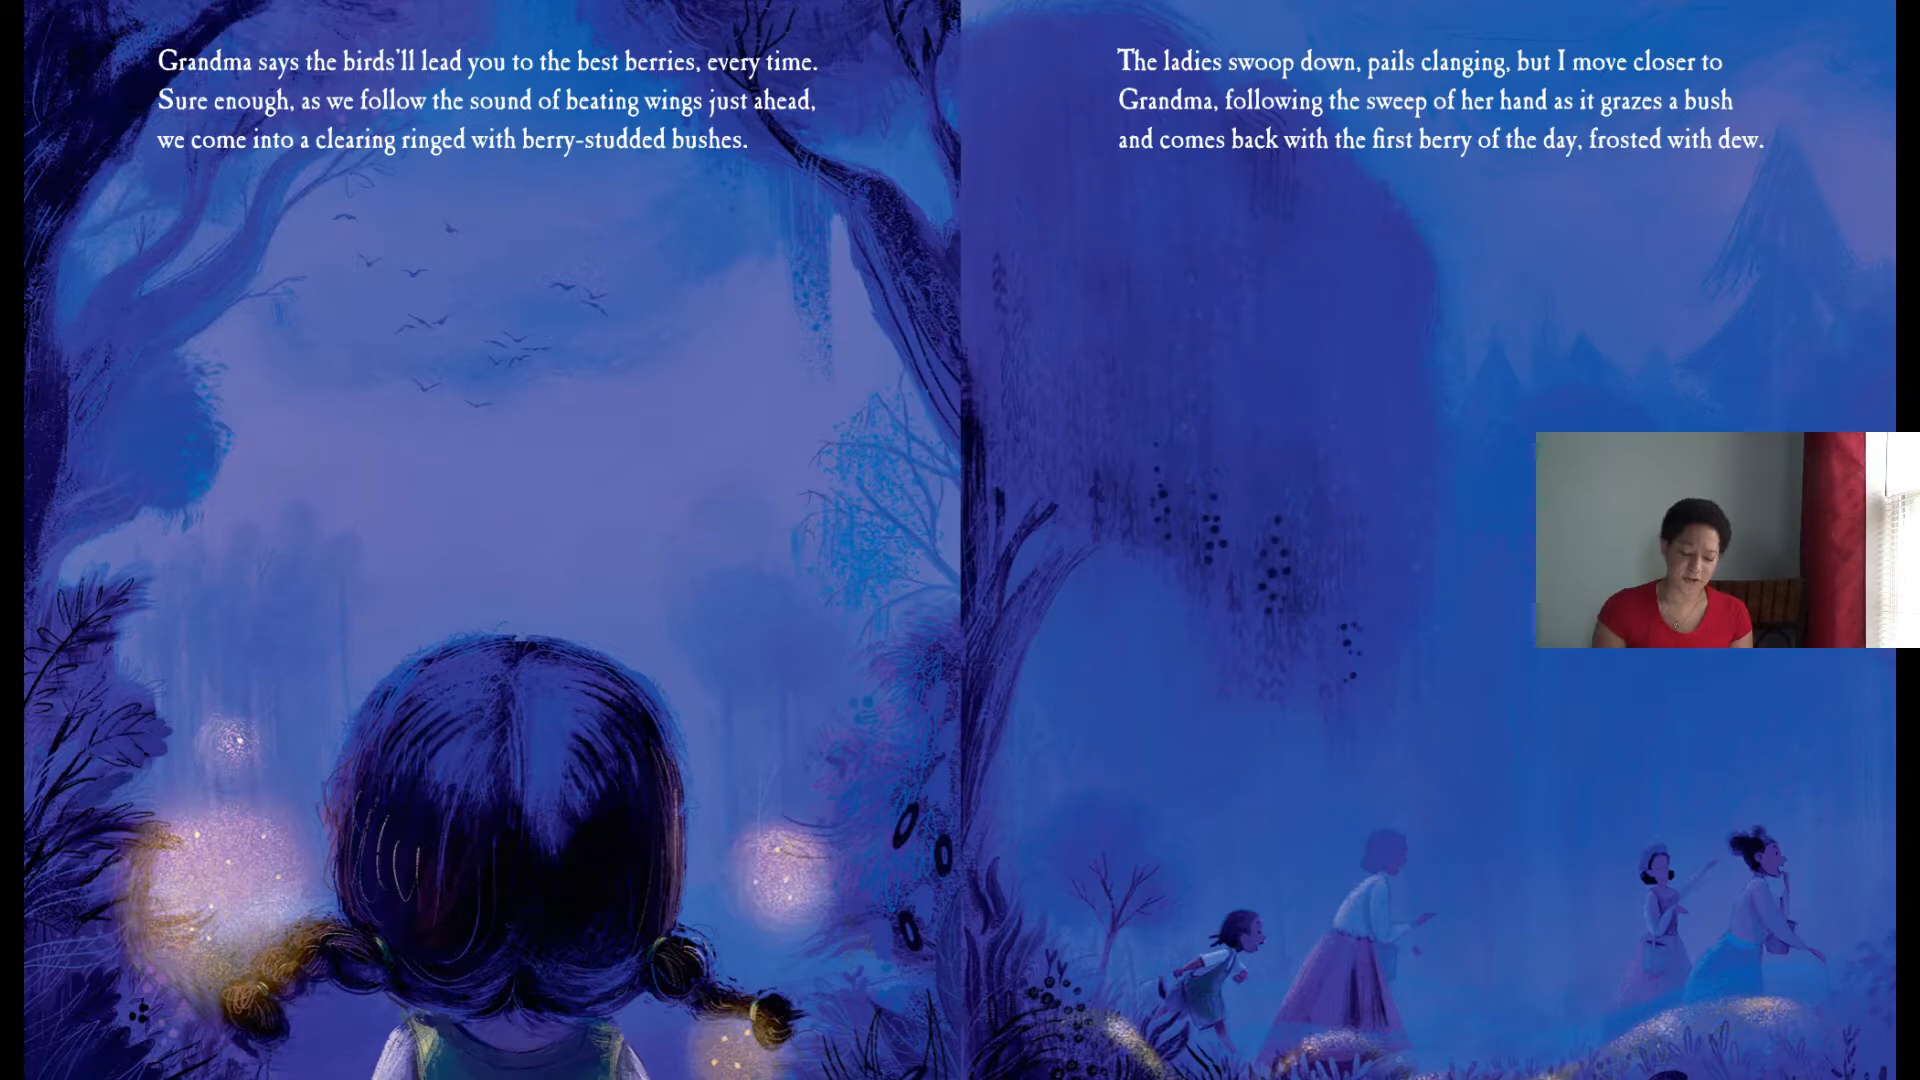 Grandma says the birds'll lead you to the best berries, every time.
Sure enough, as we follow the sound of beating wings just ahead,
we come into a clearing ringed with berry-studded bushes.
The ladies swoop down, pails clanging, but I move closer to
Grandma, following the sweep of her hand as it grazes a bush
and comes back with the first berry of the day, frosted with dew.